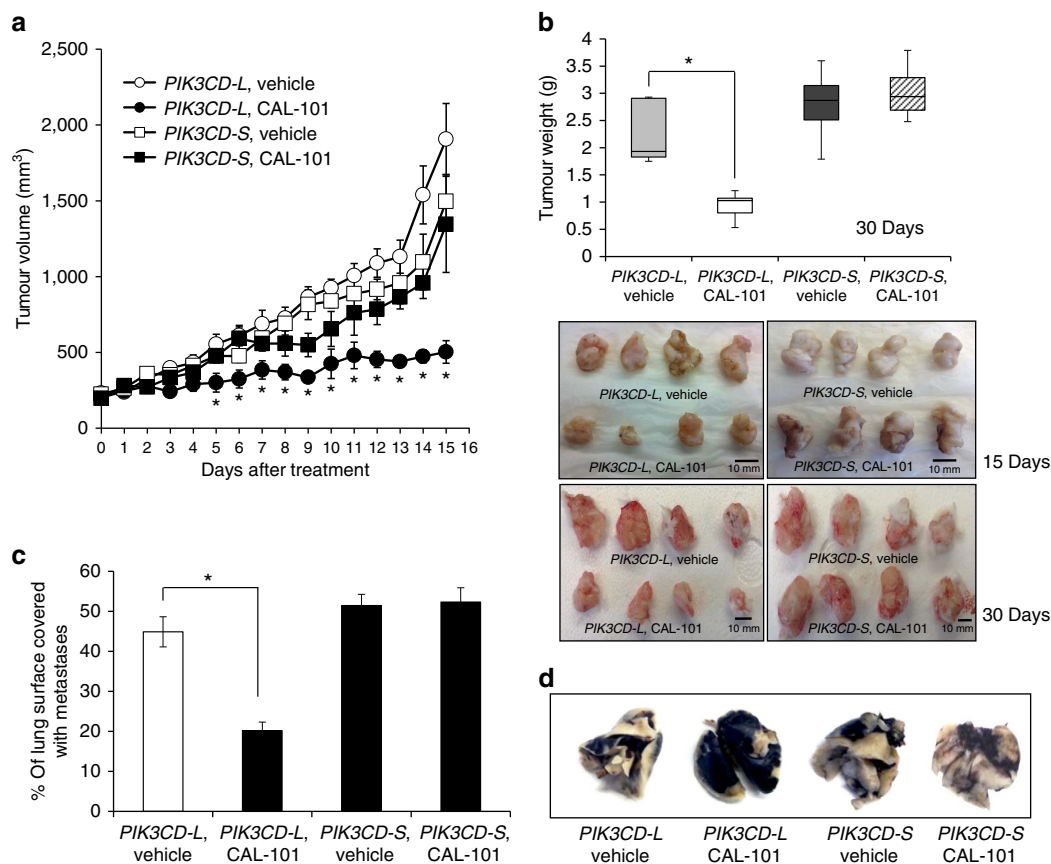 a
2,500
2,000
1,500
1,000
500
0
Tumour volume (mm³)
PIK3CD-L, vehicle
PIK3CD-L, CAL-101
PIK3CD-S, vehicle
PIK3CD-S, CAL-101
* * * * * * * * * * *
0 1 2 3 4 5 6 7 8 9 10 11 12 13 14 15 16
Days after treatment
b
4
3.5
3
2.5
2
1.5
1
0.5
0
Tumour weight (g)
*
30 Days
PIK3CD-L, vehicle
PIK3CD-L, CAL-101
PIK3CD-S, vehicle
PIK3CD-S, CAL-101
PIK3CD-L, vehicle
PIK3CD-L, CAL-101
10 mm
PIK3CD-S, vehicle
PIK3CD-S, CAL-101
10 mm
15 Days
PIK3CD-L, vehicle
PIK3CD-L, CAL-101
10 mm
PIK3CD-S, vehicle
PIK3CD-S, CAL-101
10 mm
30 Days
c
60
50
40
30
20
10
0
% Of lung surface covered
with metastases
*
PIK3CD-L,
vehicle
PIK3CD-L,
CAL-101
PIK3CD-S,
vehicle
PIK3CD-S,
CAL-101
d
PIK3CD-L
vehicle
PIK3CD-L
CAL-101
PIK3CD-S
vehicle
PIK3CD-S
CAL-101